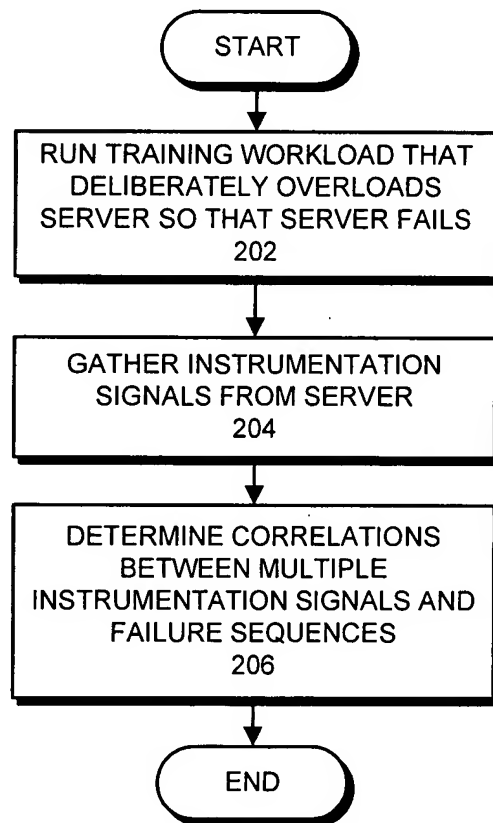 START
RUN TRAINING WORKLOAD THAT
DELIBERATELY OVERLOADS
SERVER SO THAT SERVER FAILS
202
GATHER INSTRUMENTATION
SIGNALS FROM SERVER
204
DETERMINE CORRELATIONS
BETWEEN MULTIPLE
INSTRUMENTATION SIGNALS AND
FAILURE SEQUENCES
206
END